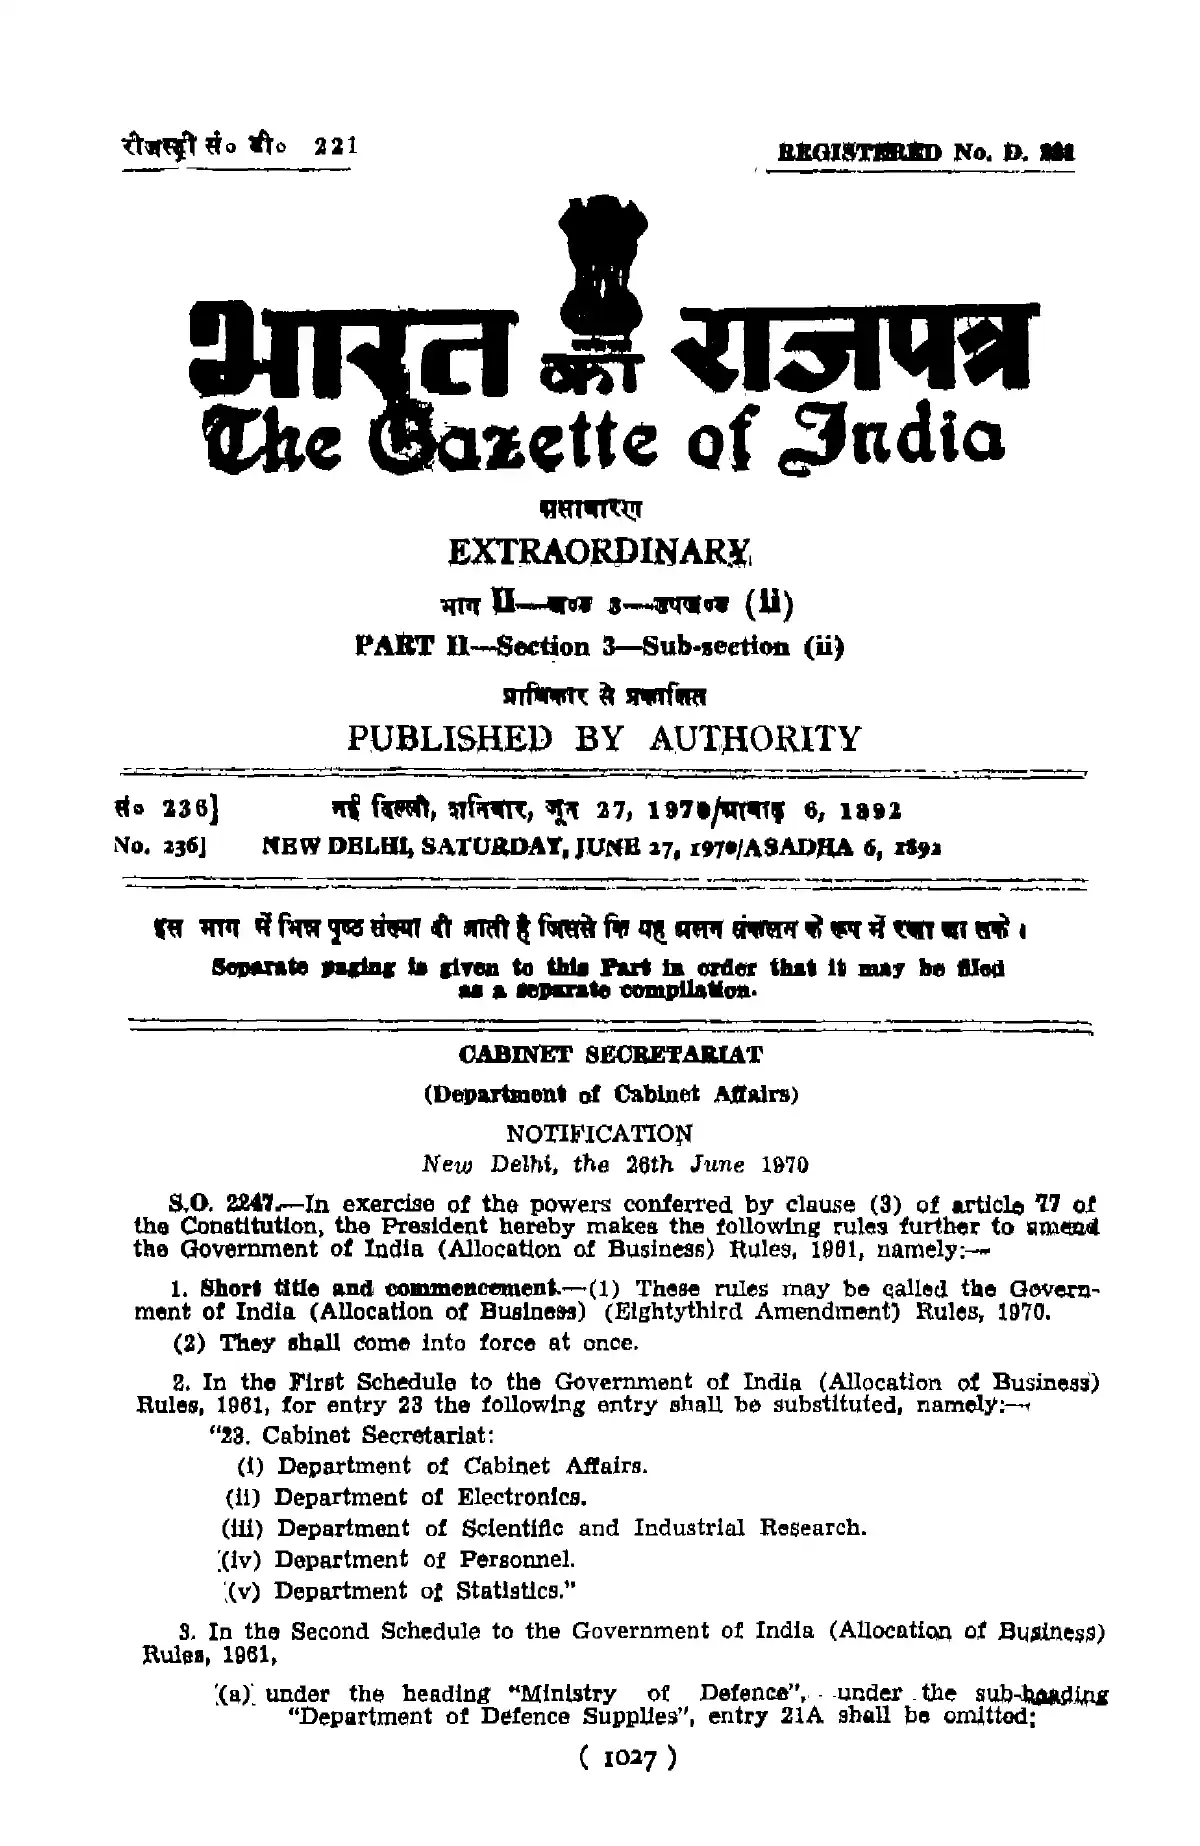 रजिस्ट्री सं० डी० 221
REGISTERED No. D. 221
भारत का राजपत्र
The Gazette of India
असाधारण
EXTRAORDINARY
भाग II—खण्ड 3—उपखण्ड (ii)
PART II—Section 3—Sub-section (ii)
प्राधिकार से प्रकाशित
PUBLISHED BY AUTHORITY
सं० 236]
नई दिल्ली, शनिवार, जून 27, 1970/आषाढ़ 6, 1892
No. 236]
NEW DELHI, SATURDAY, JUNE 27, 1970/ASADHA 6, 1892
इस भाग में भिन्न पृष्ठ संख्या दी जाती है जिससे कि यह अलग संकलन के रूप में रखा जा सके ।
Separate paging is given to this Part in order that it may be filed
as a separate compilation.
CABINET SECRETARIAT
(Department of Cabinet Affairs)
NOTIFICATION
New Delhi, the 26th June 1970
S.O. 2247.—In exercise of the powers conferred by clause (3) of article 77 of
the Constitution, the President hereby makes the following rules further to amend
the Government of India (Allocation of Business) Rules, 1961, namely:—
1. Short title and commencement.—(1) These rules may be called the Govern-
ment of India (Allocation of Business) (Eightythird Amendment) Rules, 1970.
(2) They shall come into force at once.
2. In the First Schedule to the Government of India (Allocation of Business)
Rules, 1961, for entry 23 the following entry shall be substituted, namely:—
"23. Cabinet Secretariat:
(i) Department of Cabinet Affairs.
(ii) Department of Electronics.
(iii) Department of Scientific and Industrial Research.
(iv) Department of Personnel.
(v) Department of Statistics."
3. In the Second Schedule to the Government of India (Allocation of Business)
Rules, 1961,
(a) under the heading "Ministry of Defence", under the sub-heading
"Department of Defence Supplies", entry 21A shall be omitted;
( 1027 )